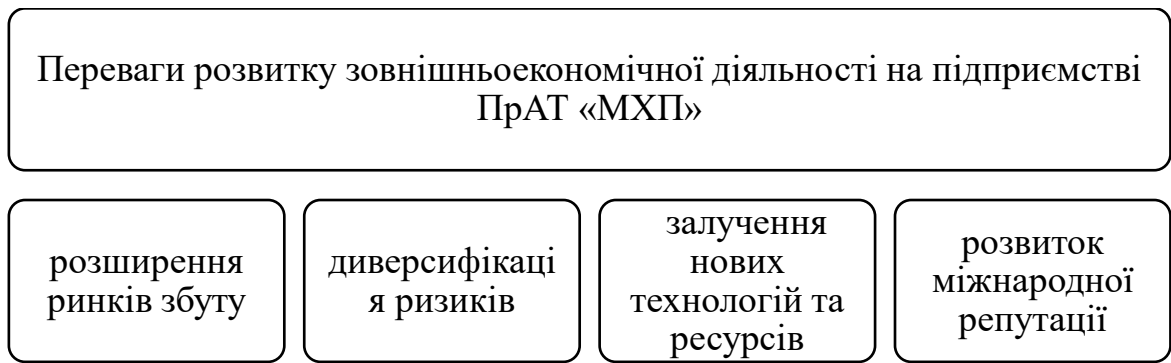 Переваги розвитку зовнішньоекономічної діяльності на підприємстві
ПрАТ «МХП»
розширення
ринків збуту
диверсифікаці
я ризиків
залучення
нових
технологій та
ресурсів
розвиток
міжнародної
репутації